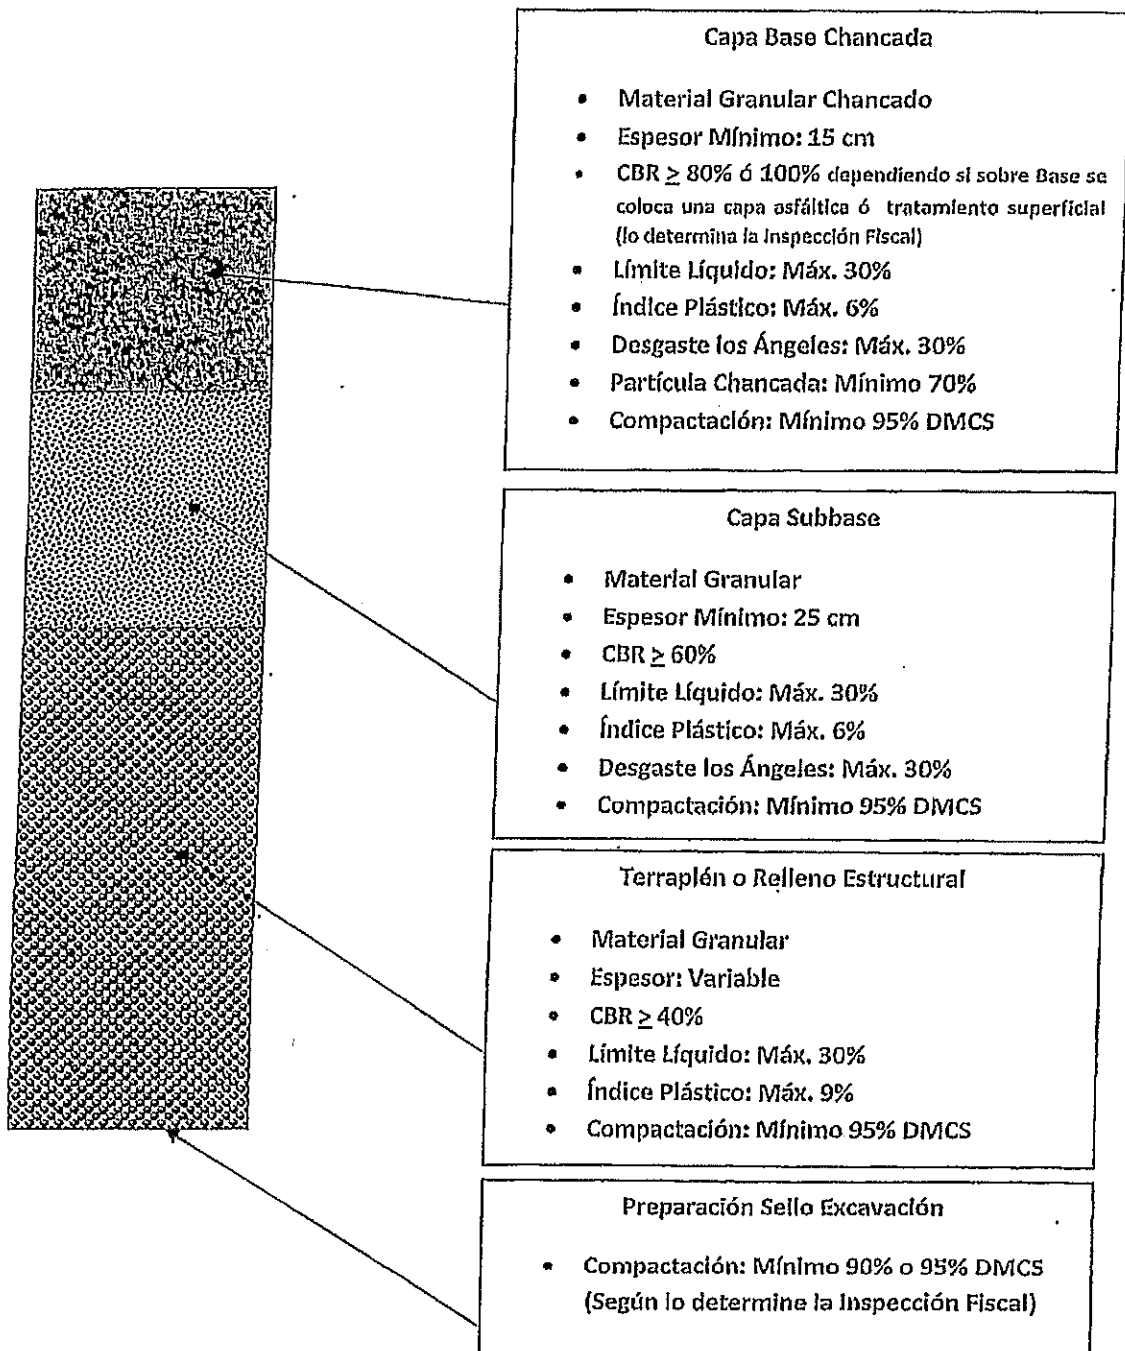 Capa Base Chancada
• Material Granular Chancado
• Espesor Mínimo: 15 cm
• CBR ≥ 80% ó 100% dependiendo si sobre Base se
coloca una capa asfáltica ó tratamiento superficial
(lo determina la Inspección Fiscal)
• Límite Líquido: Máx. 30%
• Índice Plástico: Máx. 6%
• Desgaste los Ángeles: Máx. 30%
• Partícula Chancada: Mínimo 70%
• Compactación: Mínimo 95% DMCS
Capa Subbase
• Material Granular
• Espesor Mínimo: 25 cm
• CBR ≥ 60%
• Límite Líquido: Máx. 30%
• Índice Plástico: Máx. 6%
• Desgaste los Ángeles: Máx. 30%
• Compactación: Mínimo 95% DMCS
Terraplén o Relleno Estructural
• Material Granular
• Espesor: Variable
• CBR ≥ 40%
• Límite Líquido: Máx. 30%
• Índice Plástico: Máx. 9%
• Compactación: Mínimo 95% DMCS
Preparación Sello Excavación
• Compactación: Mínimo 90% o 95% DMCS
(Según lo determine la Inspección Fiscal)